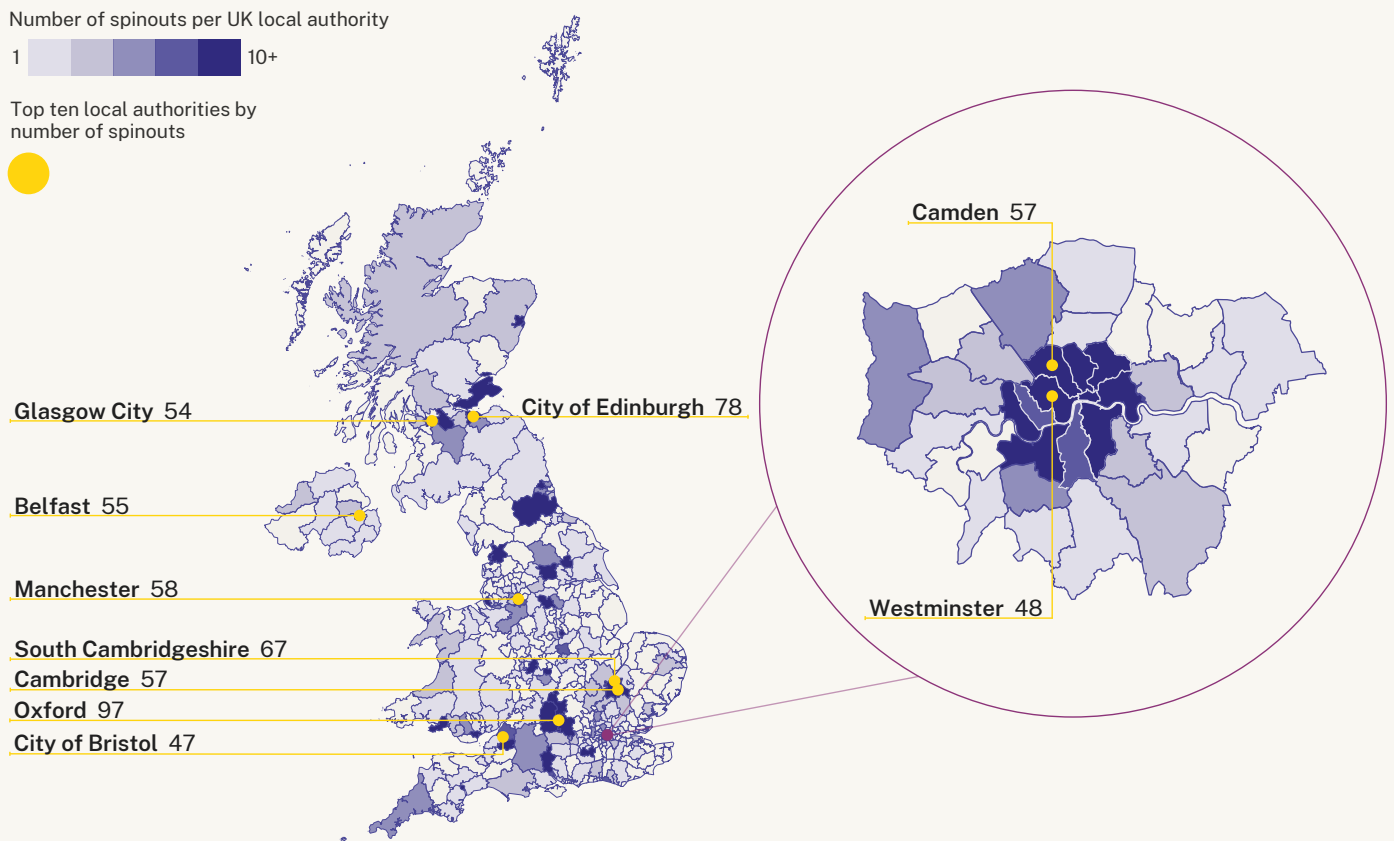 Number of spinouts per UK local authority
1 10+
Top ten local authorities by
number of spinouts
Camden 57
Glasgow City 54
City of Edinburgh 78
Belfast 55
Manchester 58
Westminster 48
South Cambridgeshire 67
Cambridge 57
Oxford 97
City of Bristol 47